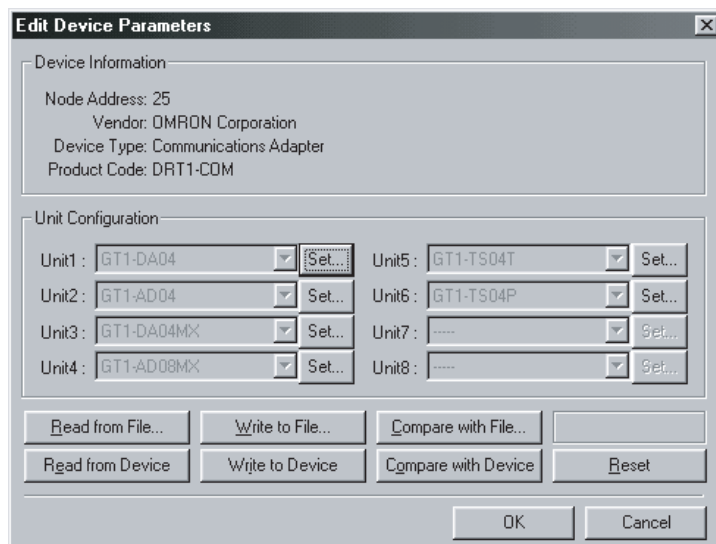 Edit Device Parameters
Device Information
Node Address: 25
Vendor: OMRON Corporation
Device Type: Communications Adapter
Product Code: DRT1-COM
Unit Configuration
Unit1 : GT1-DA04 Set... Unit5 : GT1-TS04T Set...
Unit2 : GT1-AD04 Set... Unit6 : GT1-TS04P Set...
Unit3 : GT1-DA04MX Set... Unit7 : ----- Set...
Unit4 : GT1-AD08MX Set... Unit8 : ----- Set...
Read from File... Write to File... Compare with File...
Read from Device Write to Device Compare with Device Reset
OK Cancel